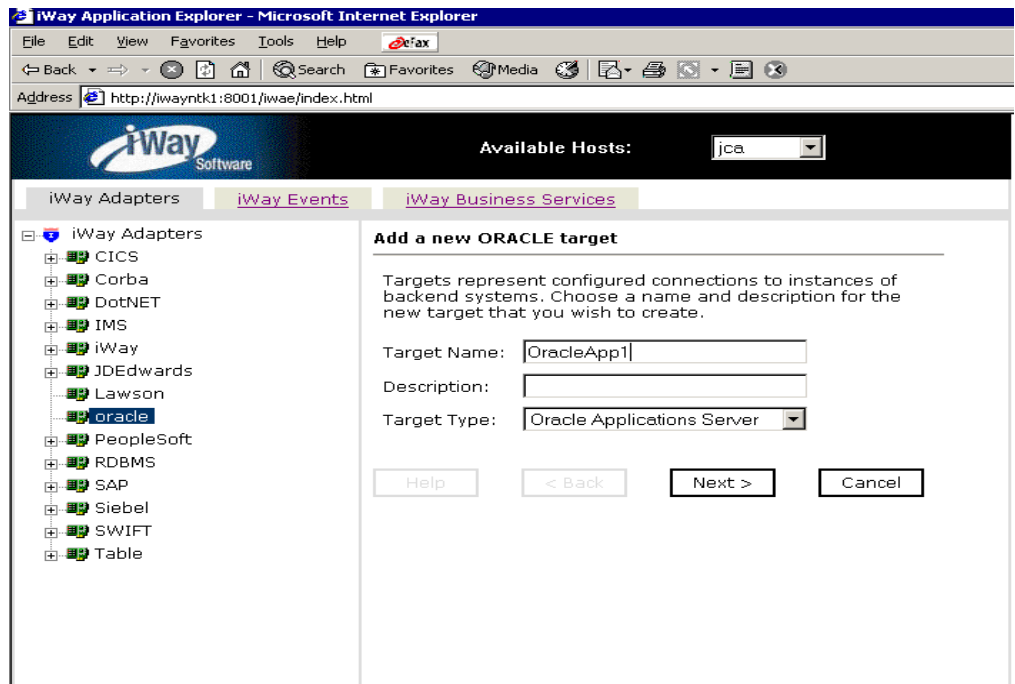 iWay Application Explorer - Microsoft Internet Explorer
File Edit View Favorites Tools Help
Back Search Favorites Media
Address http://iwayntk1:8001/iwae/index.html
iWay Software Available Hosts: jca
iWay Adapters iWay Events iWay Business Services
iWay Adapters
CICS
Corba
DotNET
IMS
iWay
JDEdwards
Lawson
oracle
PeopleSoft
RDBMS
SAP
Siebel
SWIFT
Table
Add a new ORACLE target
Targets represent configured connections to instances of
backend systems. Choose a name and description for the
new target that you wish to create.
Target Name: OracleApp1
Description:
Target Type: Oracle Applications Server
Help < Back Next > Cancel